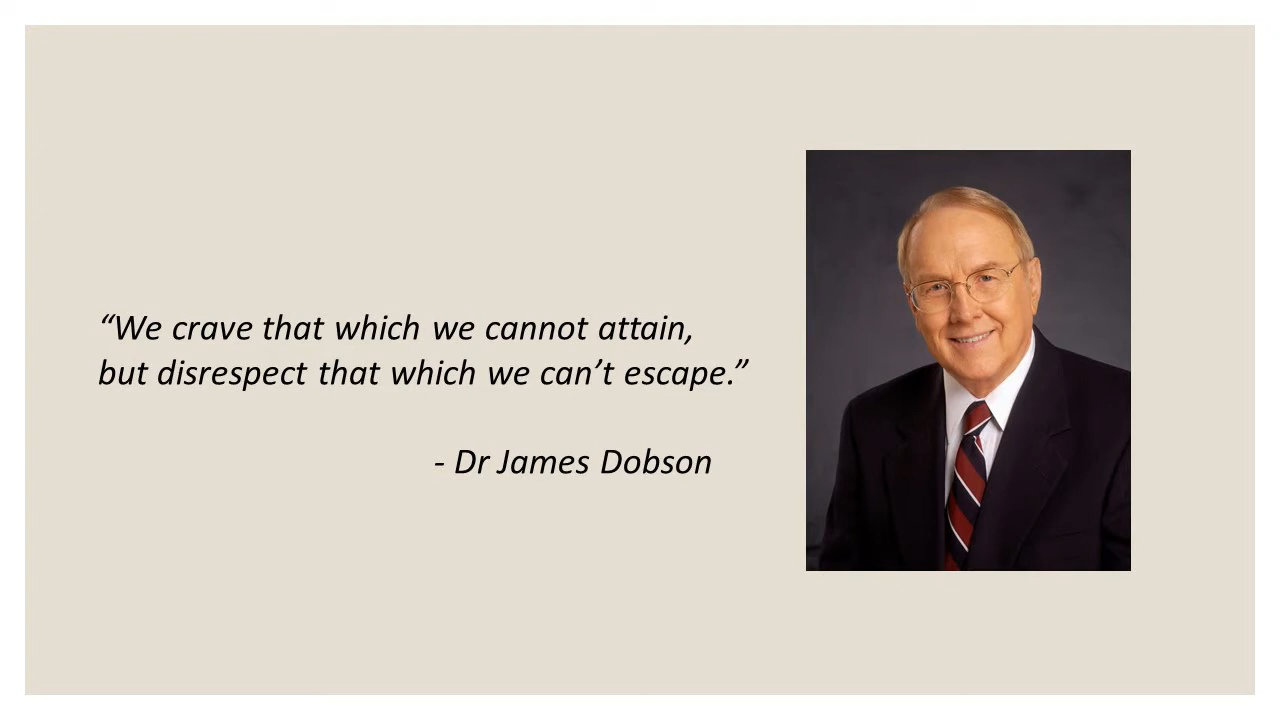 “We crave that which we cannot attain,
but disrespect that which we can’t escape.”
- Dr James Dobson